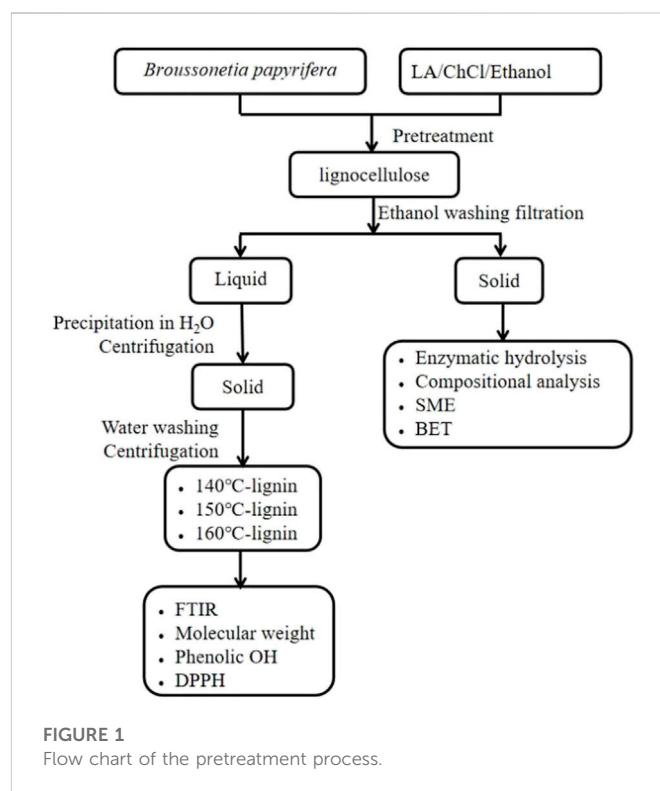 Broussonetia papyrifera
LA/ChCl/Ethanol
Pretreatment
lignocellulose
Ethanol washing filtration
Liquid
Solid
Precipitation in H₂O
Centrifugation
Solid
Water washing
Centrifugation
• 140℃-lignin
• 150℃-lignin
• 160℃-lignin
• FTIR
• Molecular weight
• Phenolic OH
• DPPH
• Enzymatic hydrolysis
• Compositional analysis
• SME
• BET
FIGURE 1
Flow chart of the pretreatment process.